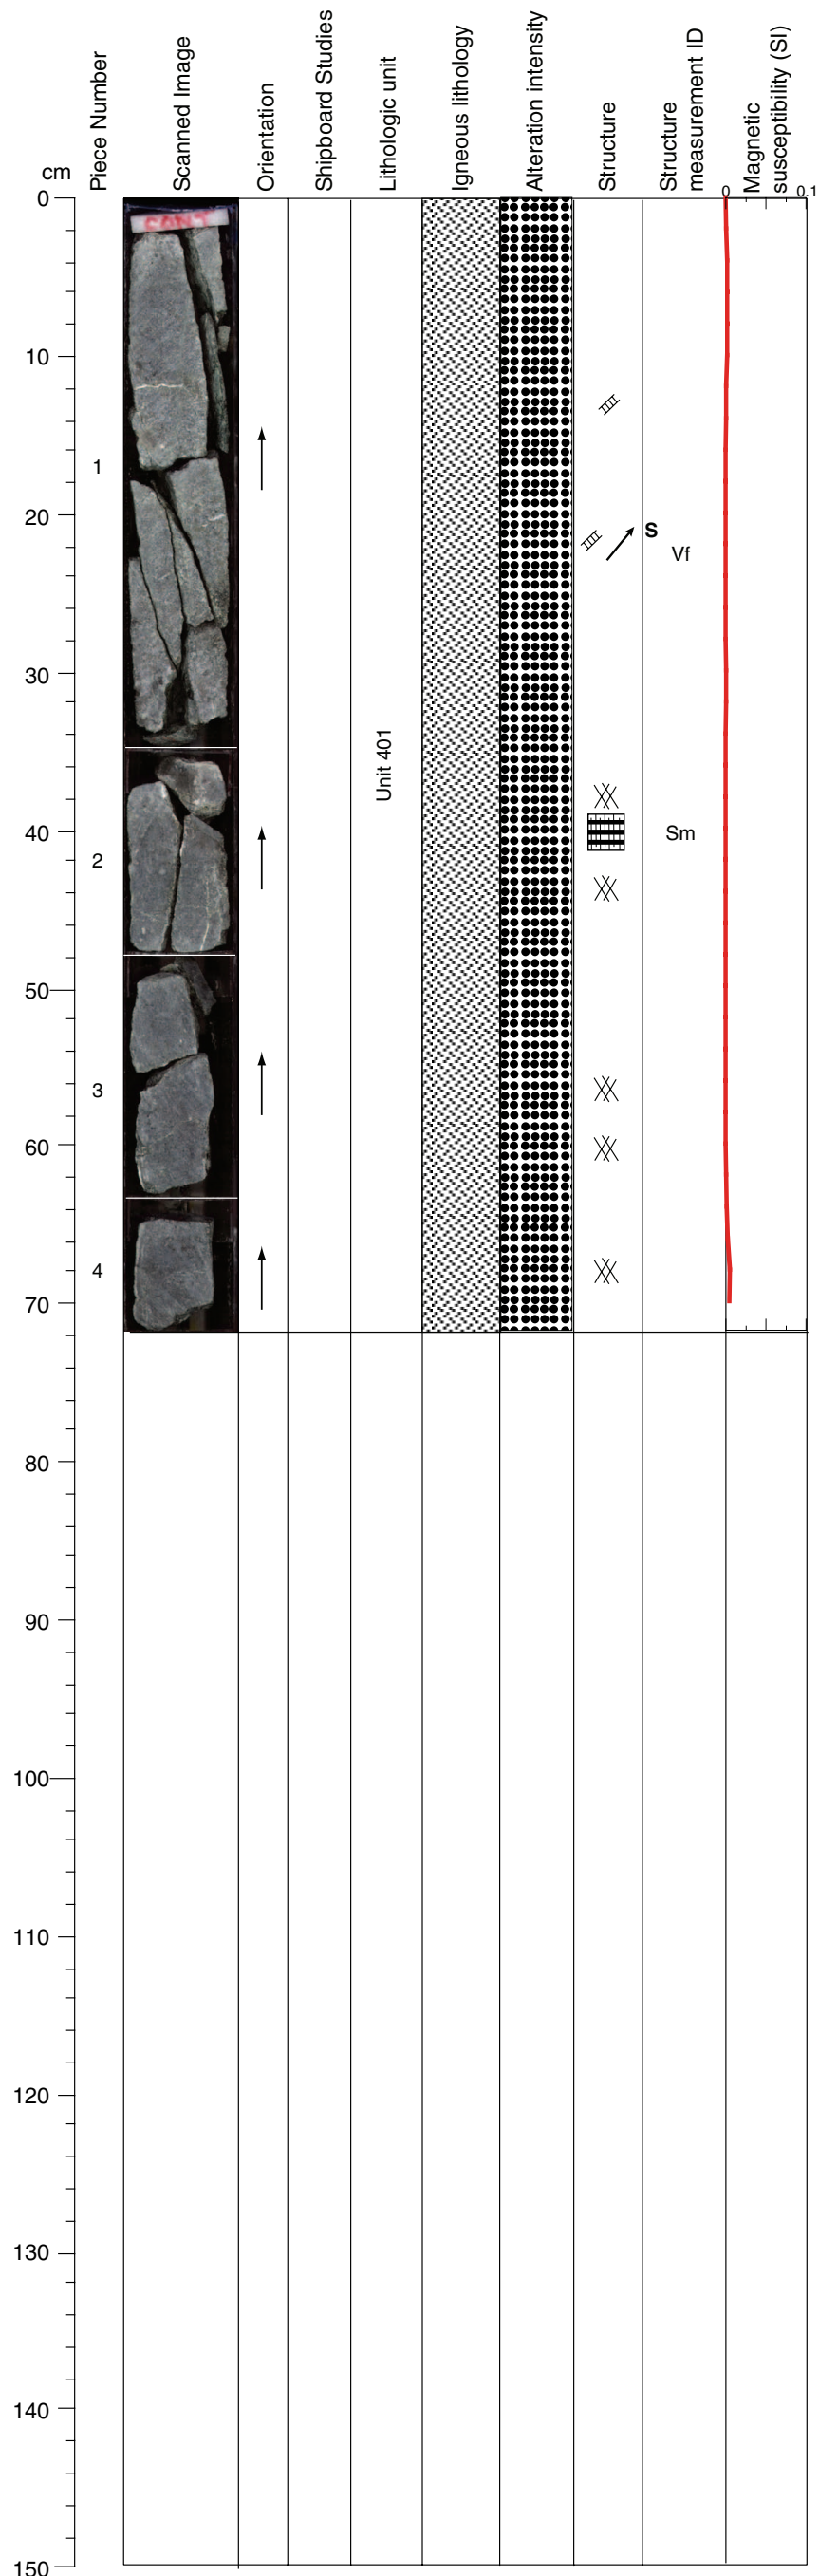 cm
Piece Number
Scanned Image
Orientation
Shipboard Studies
Lithologic unit
Igneous lithology
Alteration intensity
Structure
Structure
measurement ID
Magnetic
susceptibility (SI)
0
0.1
0
CONT
10
1
20
S
Vf
30
Unit 401
40
2
Sm
50
3
60
4
70
80
90
100
110
120
130
140
150